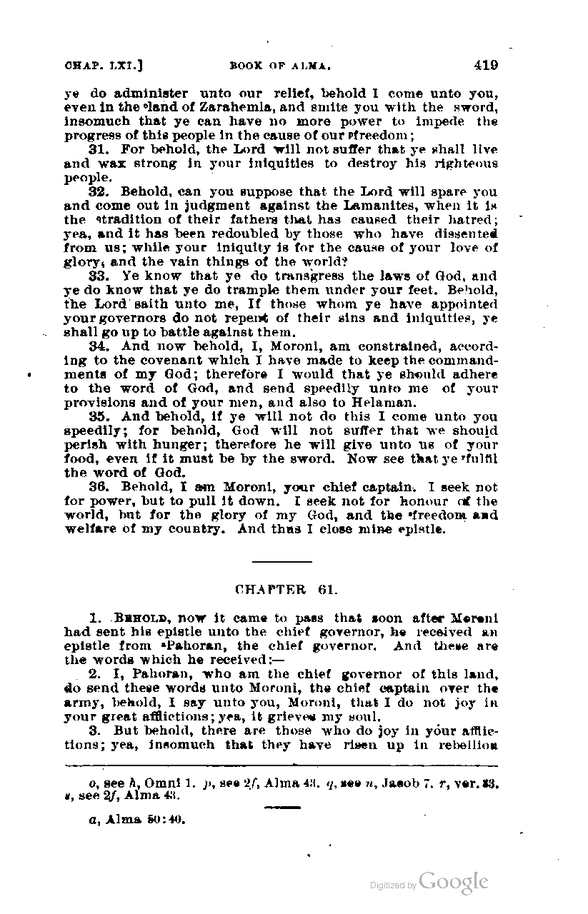 CHAP. LXI.] BOOK OF ALMA. 419
ye do administer unto our relief, behold I come unto you,
even in the °land of Zarahemla, and smite you with the sword,
insomuch that ye can have no more power to impede the
progress of this people in the cause of our ᵖfreedom;
31. For behold, the Lord will not suffer that ye shall live
and wax strong in your iniquities to destroy his righteous
people.
32. Behold, can you suppose that the Lord will spare you
and come out in judgment against the Lamanites, when it is
the ᑫtradition of their fathers that has caused their hatred;
yea, and it has been redoubled by those who have dissented
from us; while your iniquity is for the cause of your love of
glory, and the vain things of the world?
33. Ye know that ye do transgress the laws of God, and
ye do know that ye do trample them under your feet. Behold,
the Lord saith unto me, If those whom ye have appointed
your governors do not repent of their sins and iniquities, ye
shall go up to battle against them.
34. And now behold, I, Moroni, am constrained, accord-
ing to the covenant which I have made to keep the command-
ments of my God; therefore I would that ye should adhere
to the word of God, and send speedily unto me of your
provisions and of your men, and also to Helaman.
35. And behold, if ye will not do this I come unto you
speedily; for behold, God will not suffer that we should
perish with hunger; therefore he will give unto us of your
food, even if it must be by the sword. Now see that ye ʳfulfil
the word of God.
36. Behold, I am Moroni, your chief captain. I seek not
for power, but to pull it down. I seek not for honour of the
world, but for the glory of my God, and the ˢfreedom and
welfare of my country. And thus I close mine epistle.
CHAPTER 61.
1. BEHOLD, now it came to pass that soon after Moroni
had sent his epistle unto the chief governor, he received an
epistle from ᵃPahoran, the chief governor. And these are
the words which he received:—
2. I, Pahoran, who am the chief governor of this land,
do send these words unto Moroni, the chief captain over the
army, behold, I say unto you, Moroni, that I do not joy in
your great afflictions; yea, it grieves my soul.
3. But behold, there are those who do joy in your afflic-
tions; yea, insomuch that they have risen up in rebellion
o, see h, Omni 1. p, see 2f, Alma 43. q, see n, Jacob 7. r, ver. 33.
s, see 2f, Alma 43.
a, Alma 50:40.
Digitized by Google